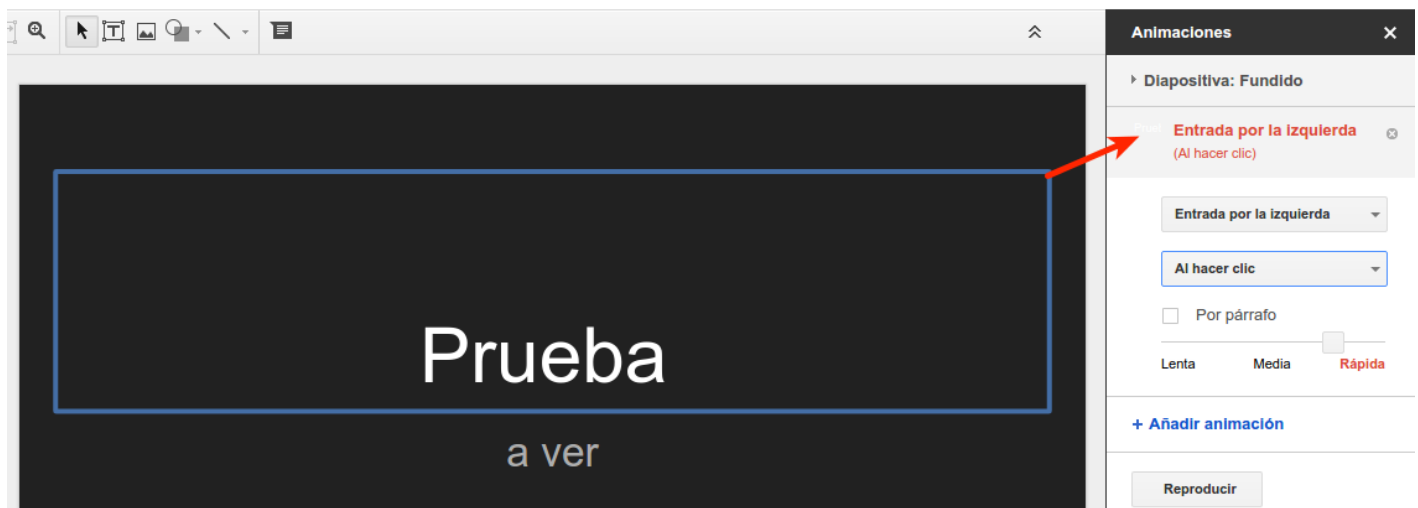 Animaciones
Diapositiva: Fundido
Entrada por la izquierda
(Al hacer clic)
Entrada por la izquierda
Al hacer clic
Por párrafo
Lenta Media Rápida
+ Añadir animación
Reproducir
Prueba
a ver